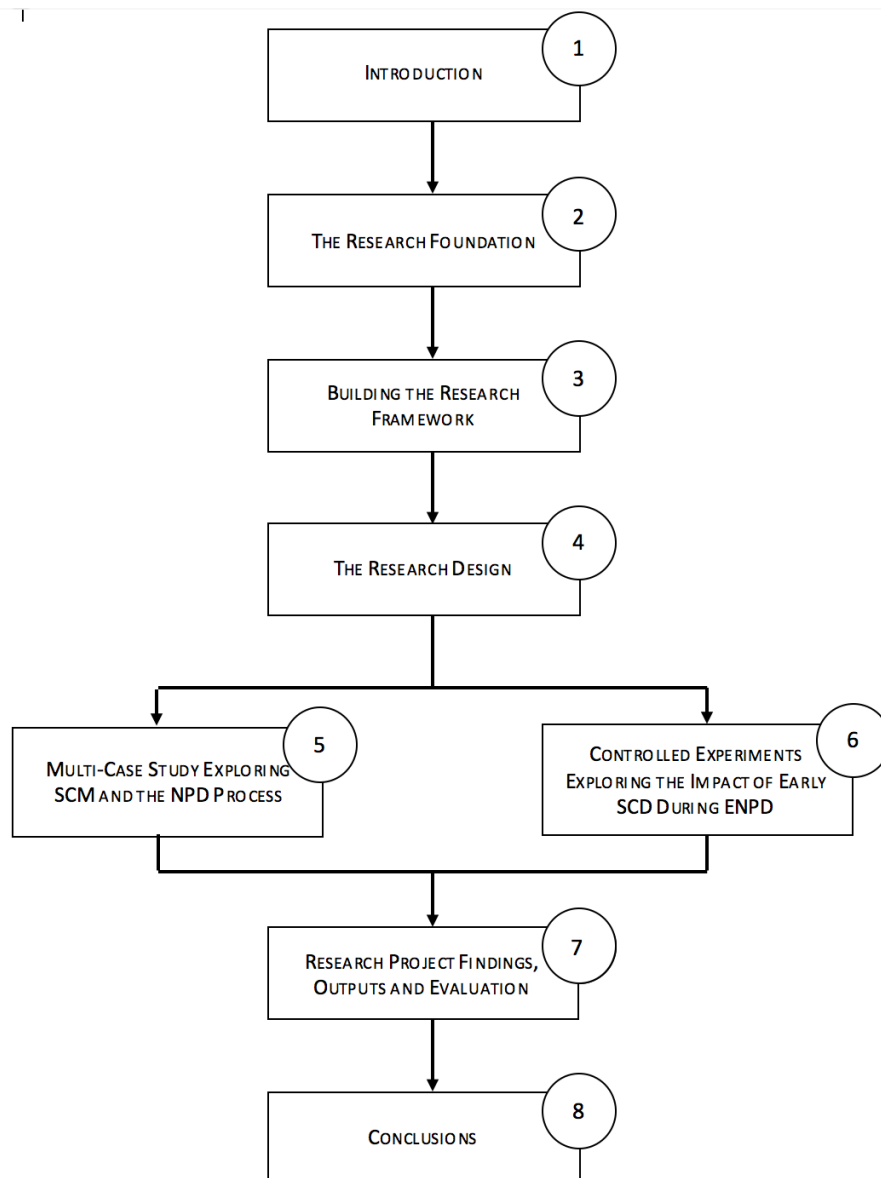 1
INTRODUCTION
2
THE RESEARCH FOUNDATION
3
BUILDING THE RESEARCH
FRAMEWORK
4
THE RESEARCH DESIGN
5
MULTI-CASE STUDY EXPLORING
SCM AND THE NPD PROCESS
6
CONTROLLED EXPERIMENTS
EXPLORING THE IMPACT OF EARLY
SCD DURING ENPD
7
RESEARCH PROJECT FINDINGS,
OUTPUTS AND EVALUATION
8
CONCLUSIONS